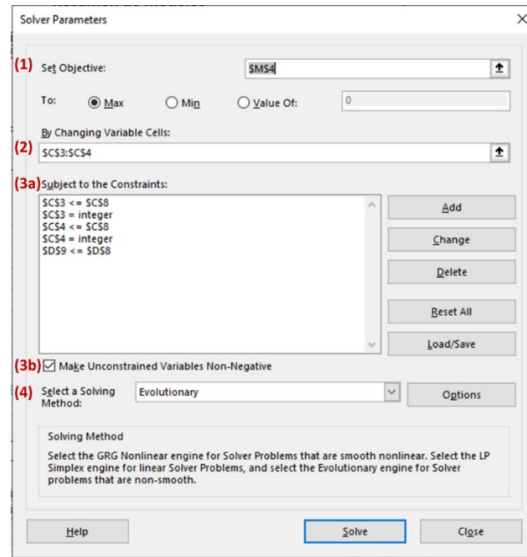 Solver Parameters
(1) Set Objective: $M$4
To: Max Min Value Of: 0
By Changing Variable Cells:
(2) $C$3:$C$4
(3a) Subject to the Constraints:
$C$3 <= $C$8
$C$3 = integer
$C$4 <= $C$8
$C$4 = integer
$D$9 <= $D$8
Add
Change
Delete
Reset All
Load/Save
(3b) Make Unconstrained Variables Non-Negative
(4) Select a Solving Method: Evolutionary Options
Solving Method
Select the GRG Nonlinear engine for Solver Problems that are smooth nonlinear. Select the LP
Simplex engine for linear Solver Problems, and select the Evolutionary engine for Solver
problems that are non-smooth.
Help Solve Close